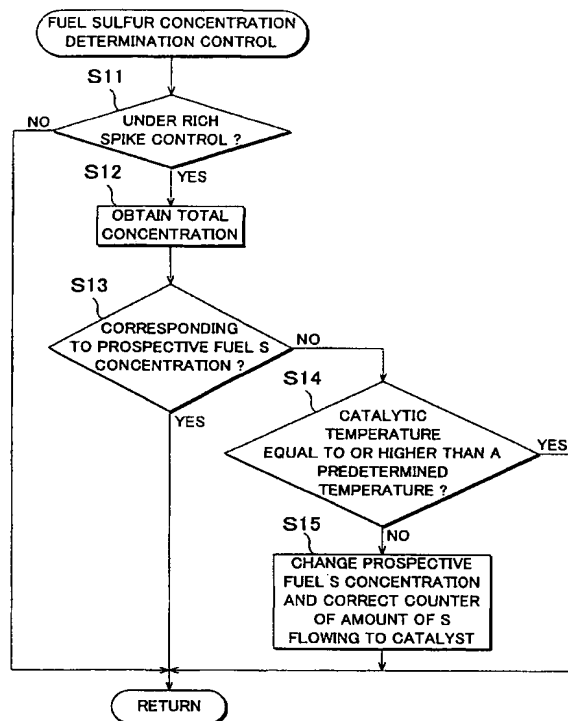 FUEL SULFUR CONCENTRATION
DETERMINATION CONTROL
S11
NO
UNDER RICH
SPIKE CONTROL ?
YES
S12
OBTAIN TOTAL
CONCENTRATION
S13
CORRESPONDING
TO PROSPECTIVE FUEL S
CONCENTRATION ?
NO
YES
S14
CATALYTIC
TEMPERATURE
EQUAL TO OR HIGHER THAN A
PREDETERMINED
TEMPERATURE ?
YES
NO
S15
CHANGE PROSPECTIVE
FUEL S CONCENTRATION
AND CORRECT COUNTER
OF AMOUNT OF S
FLOWING TO CATALYST
RETURN